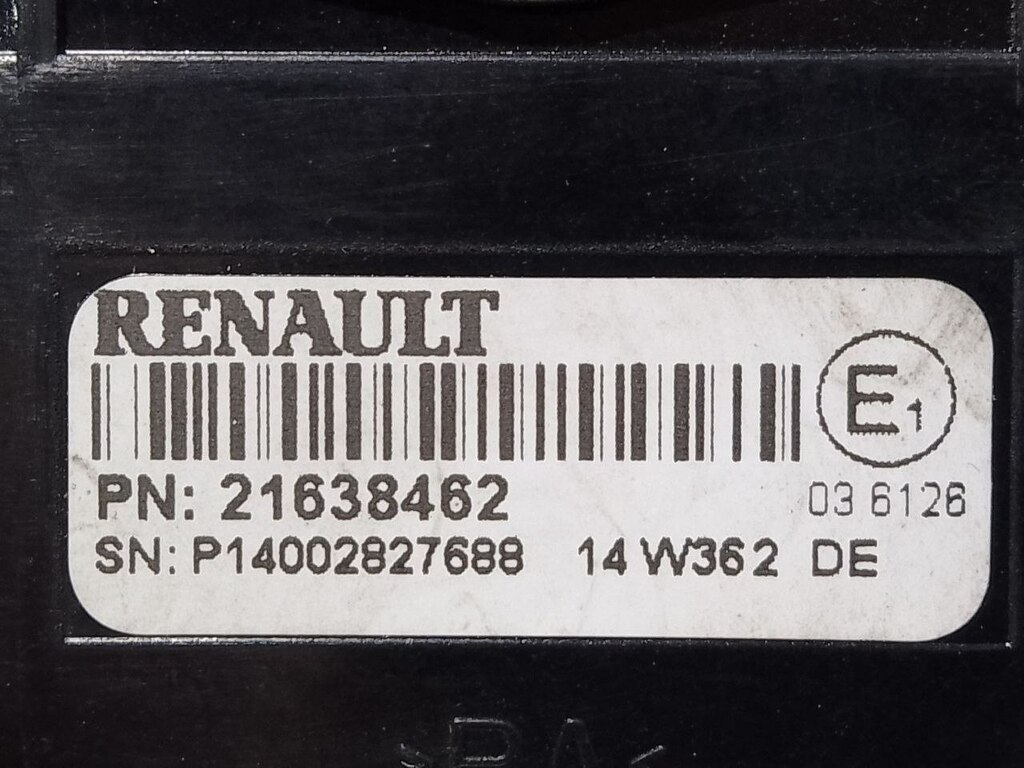 RENAULT
E1
PN: 21638462
03 6126
SN: P14002827688 14 W362 DE